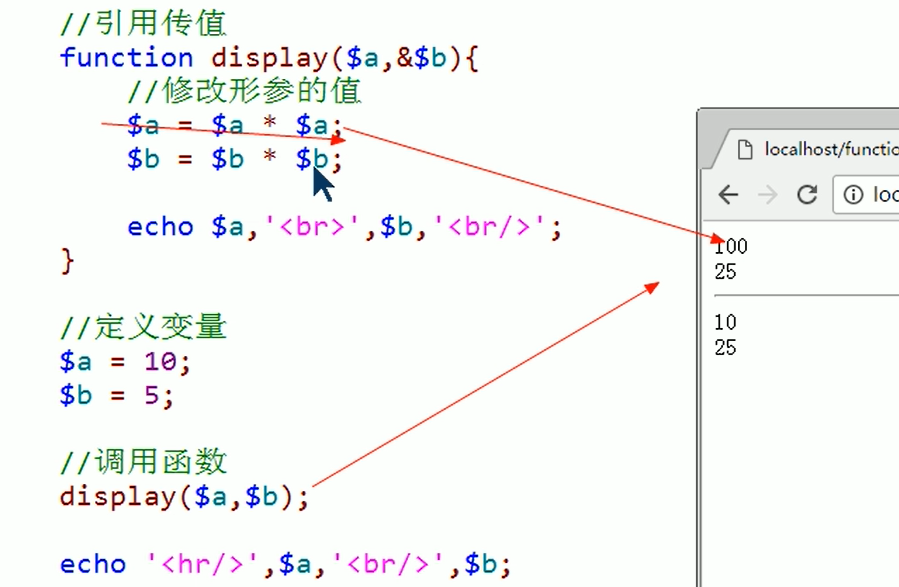 //引用传值
function display($a,&$b){
//修改形参的值
$a = $a * $a;
$b = $b * $b;
echo $a,'<br>',$b,'<br/>';
}
//定义变量
$a = 10;
$b = 5;
//调用函数
display($a,$b);
echo '<hr/>',$a,'<br/>',$b;
localhost/functio
loc
100
25
10
25